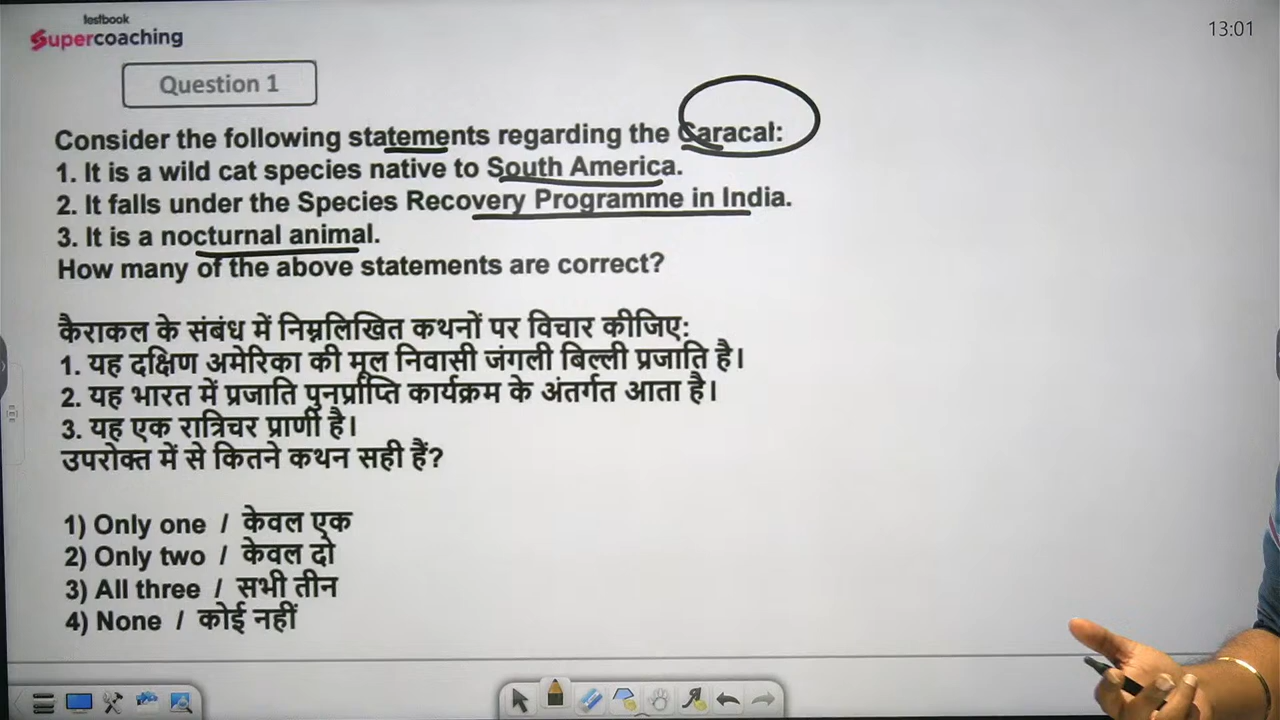 testbook
Supercoaching
13:01
Question 1
Consider the following statements regarding the Caracal:
1. It is a wild cat species native to South America.
2. It falls under the Species Recovery Programme in India.
3. It is a nocturnal animal.
How many of the above statements are correct?
कैराकल के संबंध में निम्नलिखित कथनों पर विचार कीजिए:
1. यह दक्षिण अमेरिका की मूल निवासी जंगली बिल्ली प्रजाति है।
2. यह भारत में प्रजाति पुनर्प्राप्ति कार्यक्रम के अंतर्गत आता है।
3. यह एक रात्रिचर प्राणी है।
उपरोक्त में से कितने कथन सही हैं?
1) Only one / केवल एक
2) Only two / केवल दो
3) All three / सभी तीन
4) None / कोई नहीं